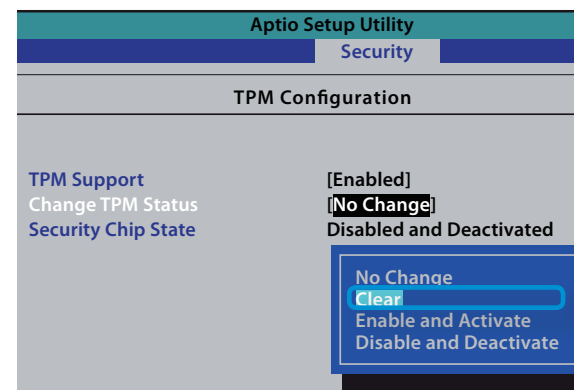 Aptio Setup Utility
Security
TPM Configuration
TPM Support [Enabled]
Change TPM Status [No Change]
Security Chip State Disabled and Deactivated
No Change
Clear
Enable and Activate
Disable and Deactivate